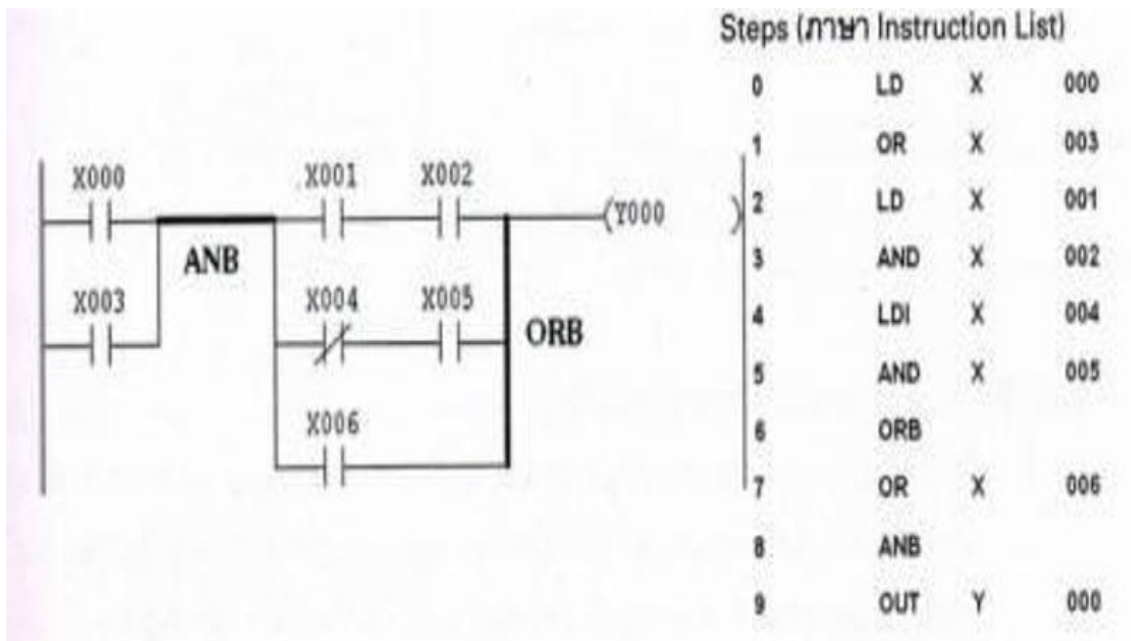 Steps (ภาษา Instruction List)
0 LD X 000
1 OR X 003
2 LD X 001
3 AND X 002
4 LDI X 004
5 AND X 005
6 ORB
7 OR X 006
8 ANB
9 OUT Y 000
X000 X001 X002
(Y000 )
ANB
X003 X004 X005
ORB
X006